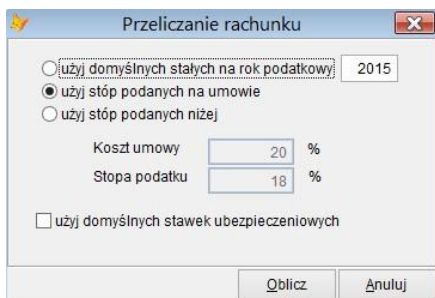 Przeliczanie rachunku
użyj domyślnych stałych na rok podatkowy 2015
użyj stóp podanych na umowie
użyj stóp podanych niżej
Koszt umowy 20 %
Stopa podatku 18 %
użyj domyślnych stawek ubezpieczeniowych
Oblicz Anuluj